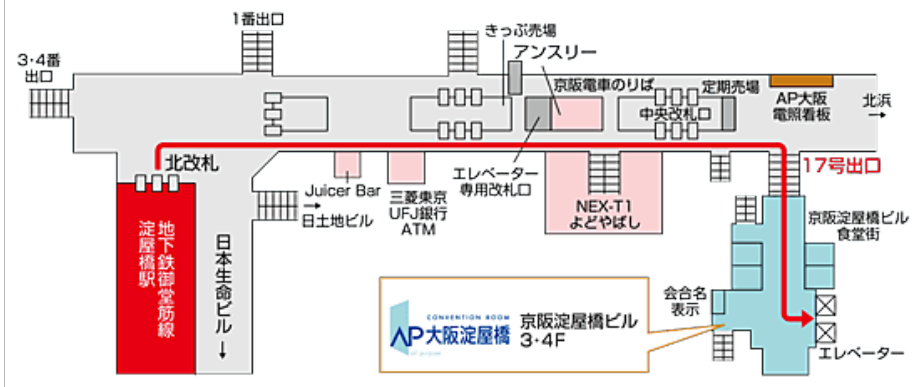 1番出口
きっぷ売場
アンスリー
3・4番
出口
京阪電車のりば
定期売場
AP大阪
電照看板
北浜
中央改札口
北改札
17号出口
エレベーター
専用改札口
Juicer Bar
日土地ビル
三菱東京
UFJ銀行
ATM
NEX-T1
よどやばし
京阪淀屋橋ビル
食堂街
地下鉄御堂筋線
淀屋橋駅
日本生命ビル
会合名
表示
CONVENTION ROOM
AP大阪淀屋橋
京阪淀屋橋ビル
3・4F
エレベーター